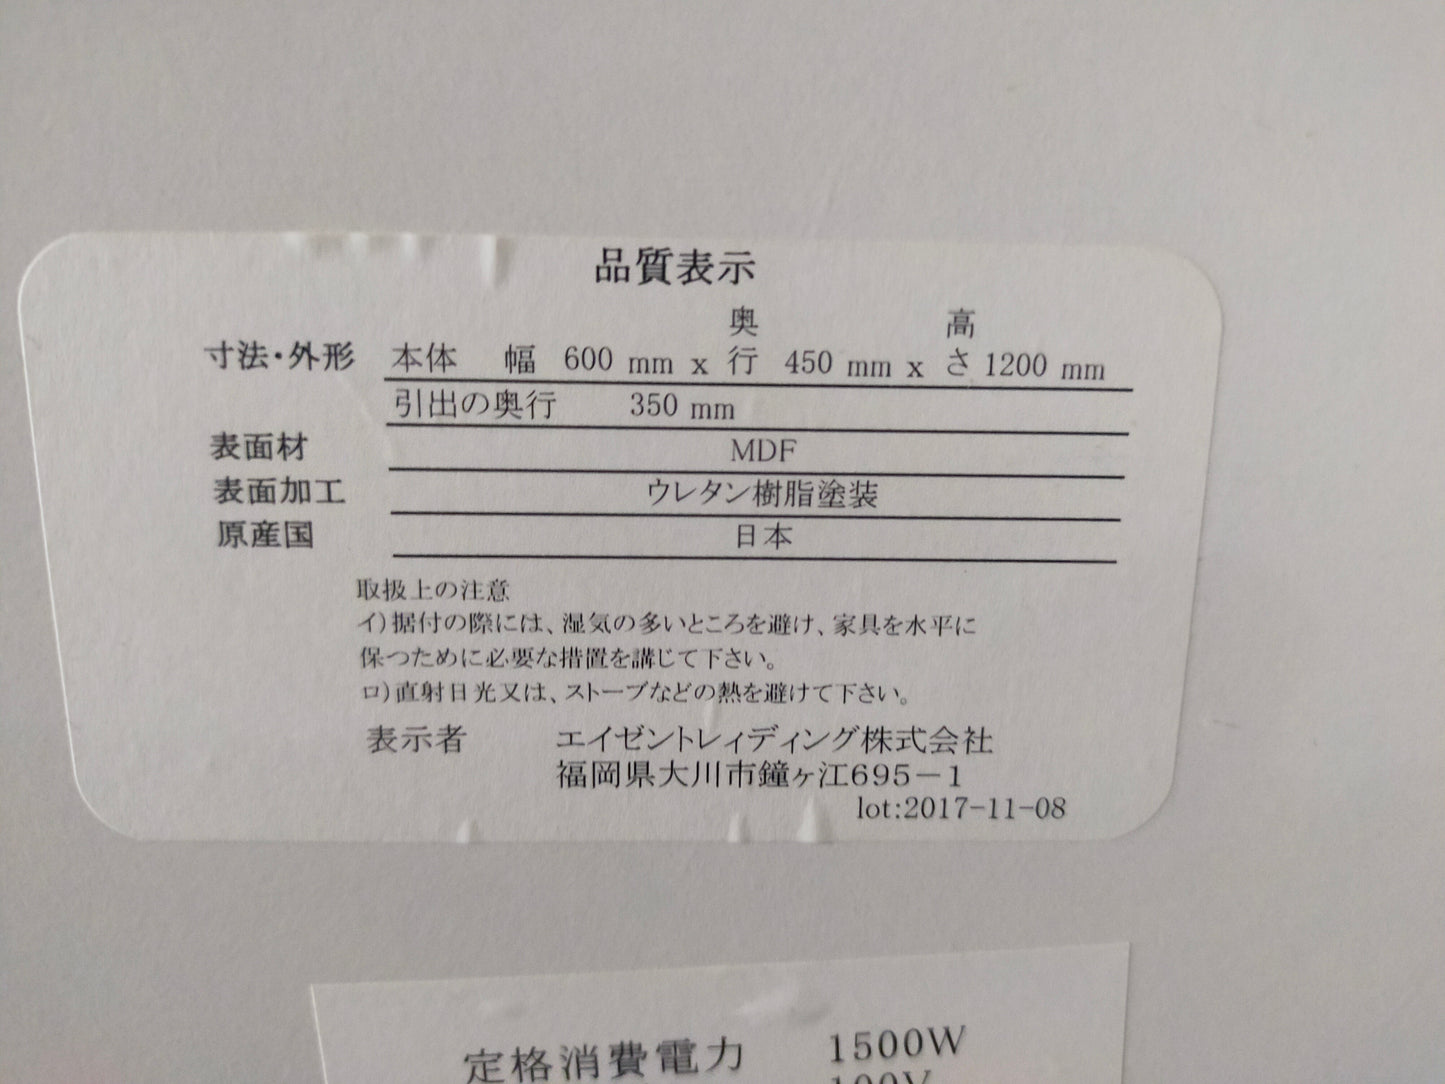 品質表示
寸法・外形 本体 幅 600 mm x 奥行 450 mm x 高さ 1200 mm
引出の奥行 350 mm
表面材 MDF
表面加工 ウレタン樹脂塗装
原産国 日本
取扱上の注意
イ)据付の際には、湿気の多いところを避け、家具を水平に
保つために必要な措置を講じて下さい。
ロ)直射日光又は、ストーブなどの熱を避けて下さい。
表示者 エイゼントレィディング株式会社
福岡県大川市鐘ヶ江695-1
lot:2017-11-08
定格消費電力 1500W
100V